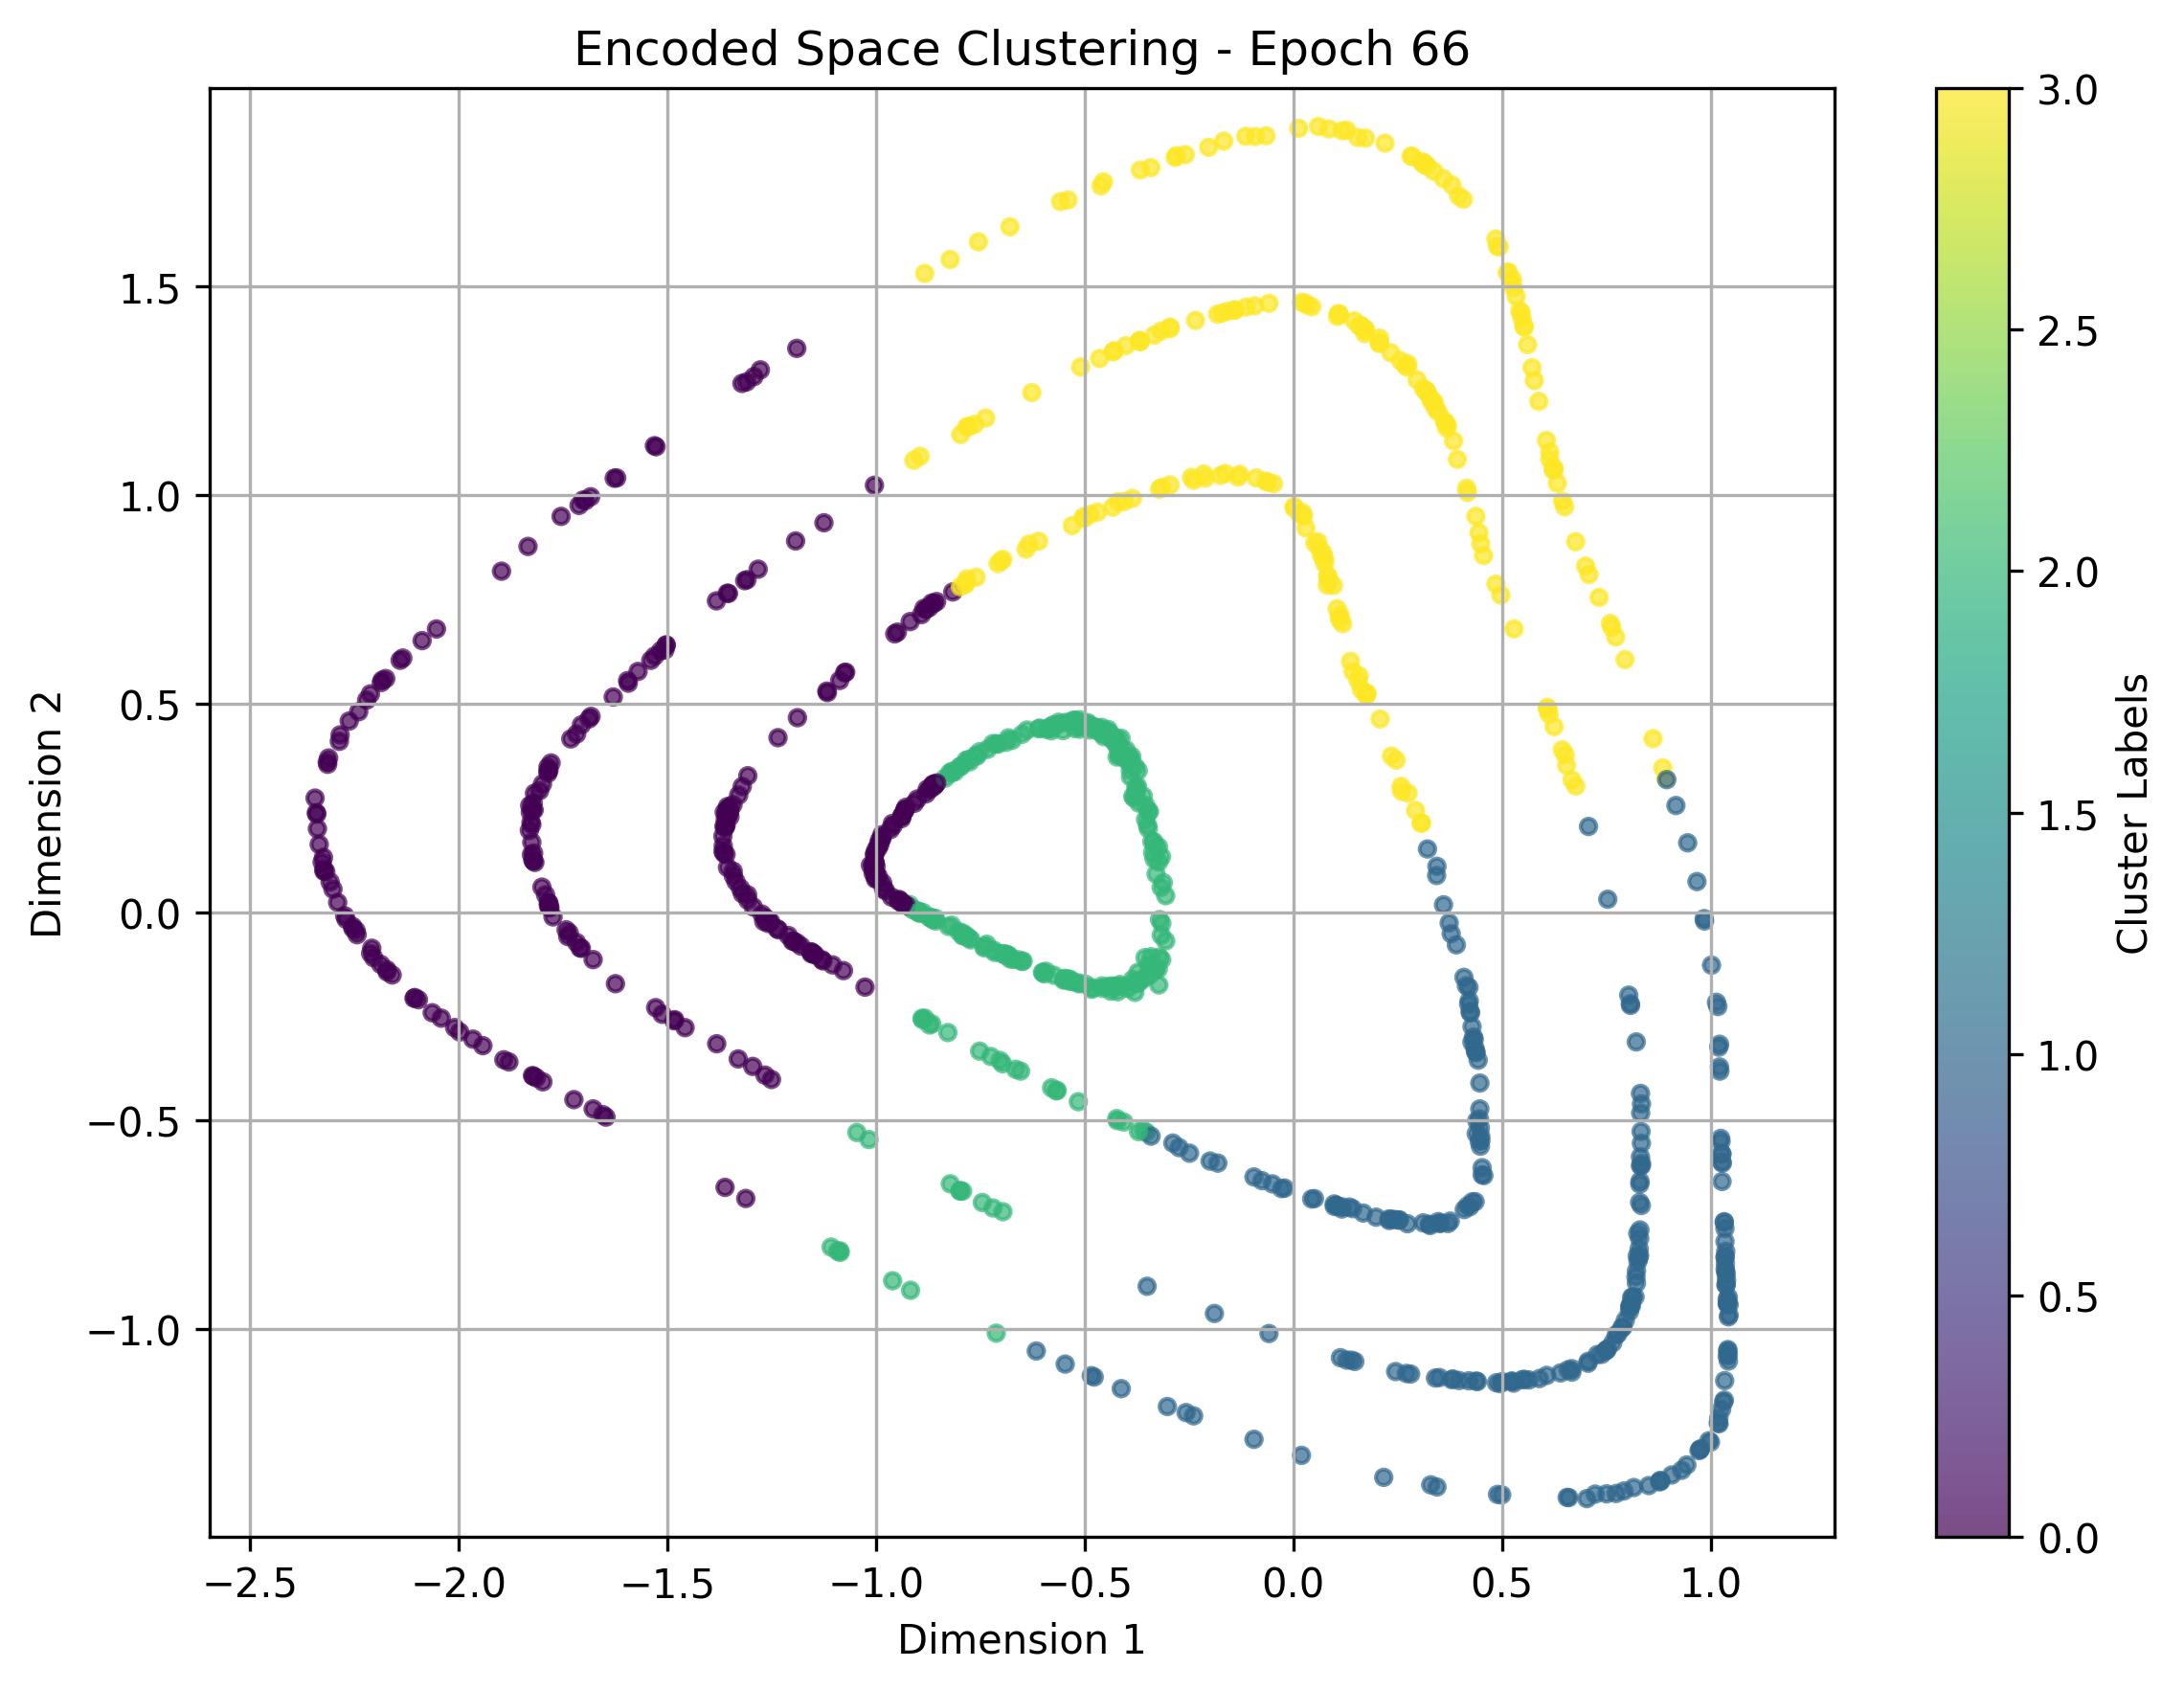 Encoded Space Clustering - Epoch 66
Dimension 2
1.5
1.0
0.5
0.0
−0.5
−1.0
−2.5 −2.0 −1.5 −1.0 −0.5 0.0 0.5 1.0
Dimension 1
3.0
2.5
2.0
1.5
1.0
0.5
0.0
Cluster Labels